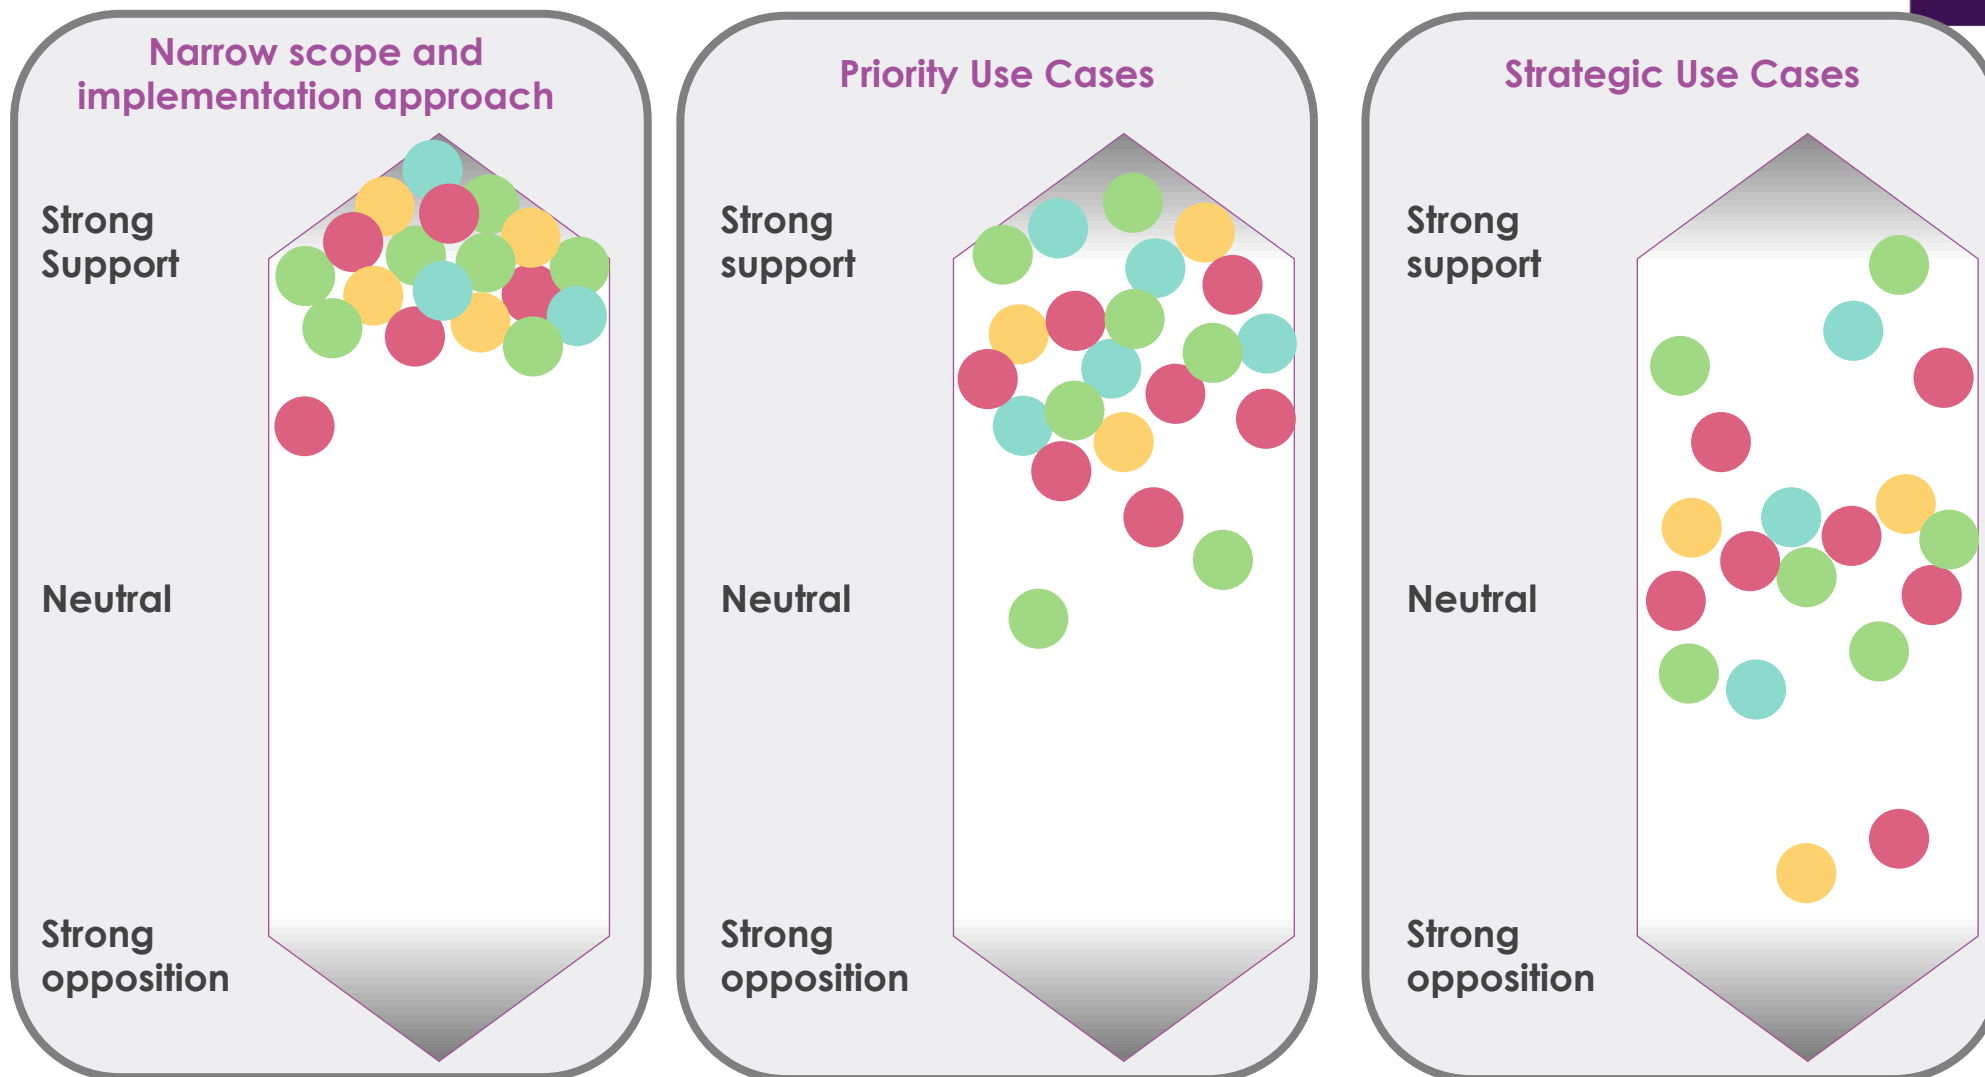 Narrow scope and
implementation approach
Strong
Support
Neutral
Strong
opposition
Priority Use Cases
Strong
support
Neutral
Strong
opposition
Strategic Use Cases
Strong
support
Neutral
Strong
opposition